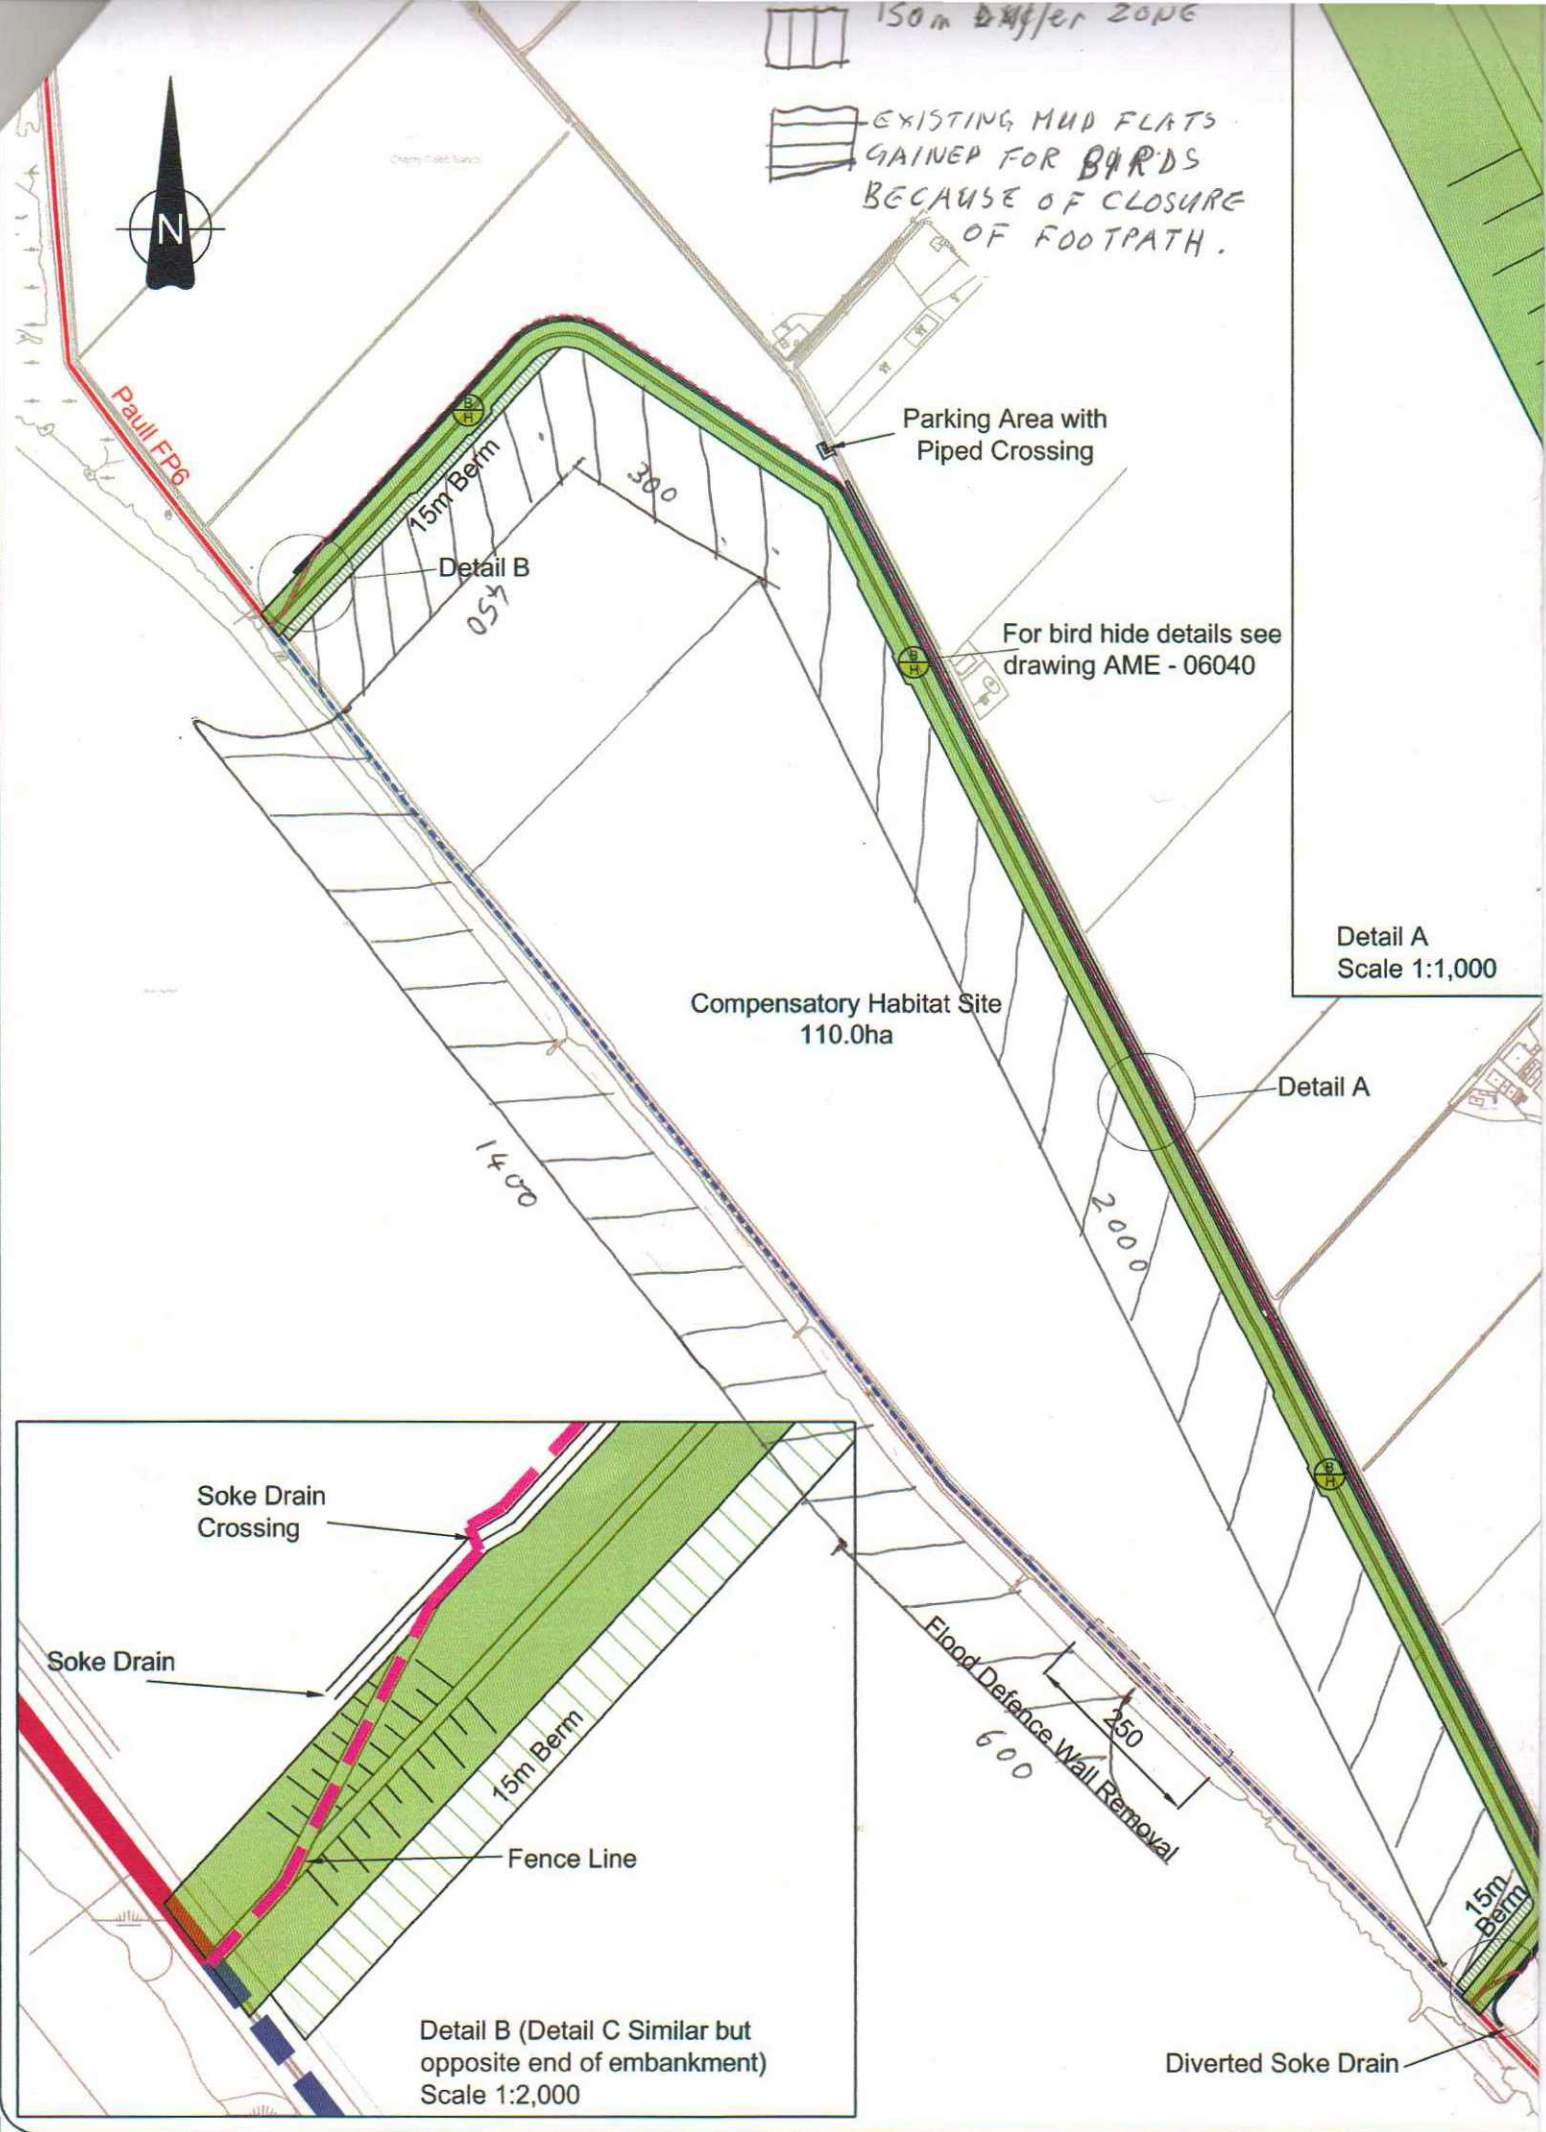 150m Buffer ZONE
EXISTING MUD FLATS
GAINED FOR BIRDS
BECAUSE OF CLOSURE
OF FOOTPATH.
N
Cherry Cobb Sands
Paull FP6
B
H
15m Berm
300
Parking Area with
Piped Crossing
Detail B
450
For bird hide details see
drawing AME - 06040
B
H
Detail A
Scale 1:1,000
Compensatory Habitat Site
110.0ha
Detail A
1400
2000
B
H
Flood Defence Wall Removal
250
600
15m
Berm
Diverted Soke Drain
Soke Drain
Crossing
Soke Drain
15m Berm
Fence Line
Detail B (Detail C Similar but
opposite end of embankment)
Scale 1:2,000